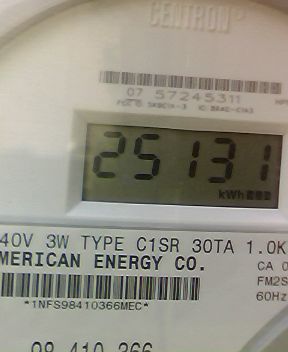 CENTRON®
07 57245311
25131
kWh
40V 3W TYPE C1SR 30TA 1.0K
MERICAN ENERGY CO.
CA 0
FM2S
60Hz
*1NFS98410366MEC*
98 410 366